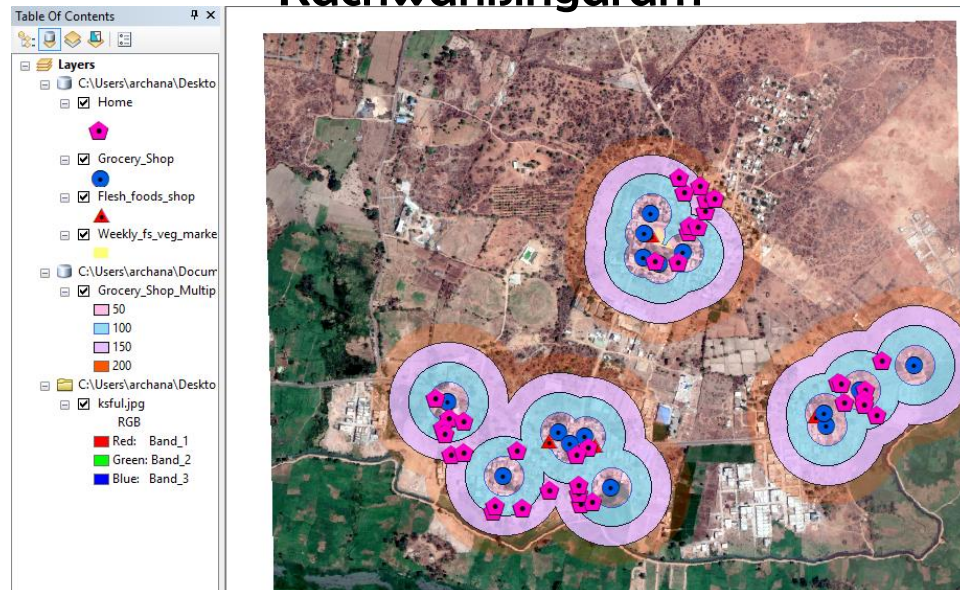 Table Of Contents
Layers
C:\Users\archana\Deskto
Home
Grocery_Shop
Flesh_foods_shop
Weekly_fs_veg_marke
C:\Users\archana\Docum
Grocery_Shop_Multip
50
100
150
200
C:\Users\archana\Deskto
ksful.jpg
RGB
Red: Band_1
Green: Band_2
Blue: Band_3